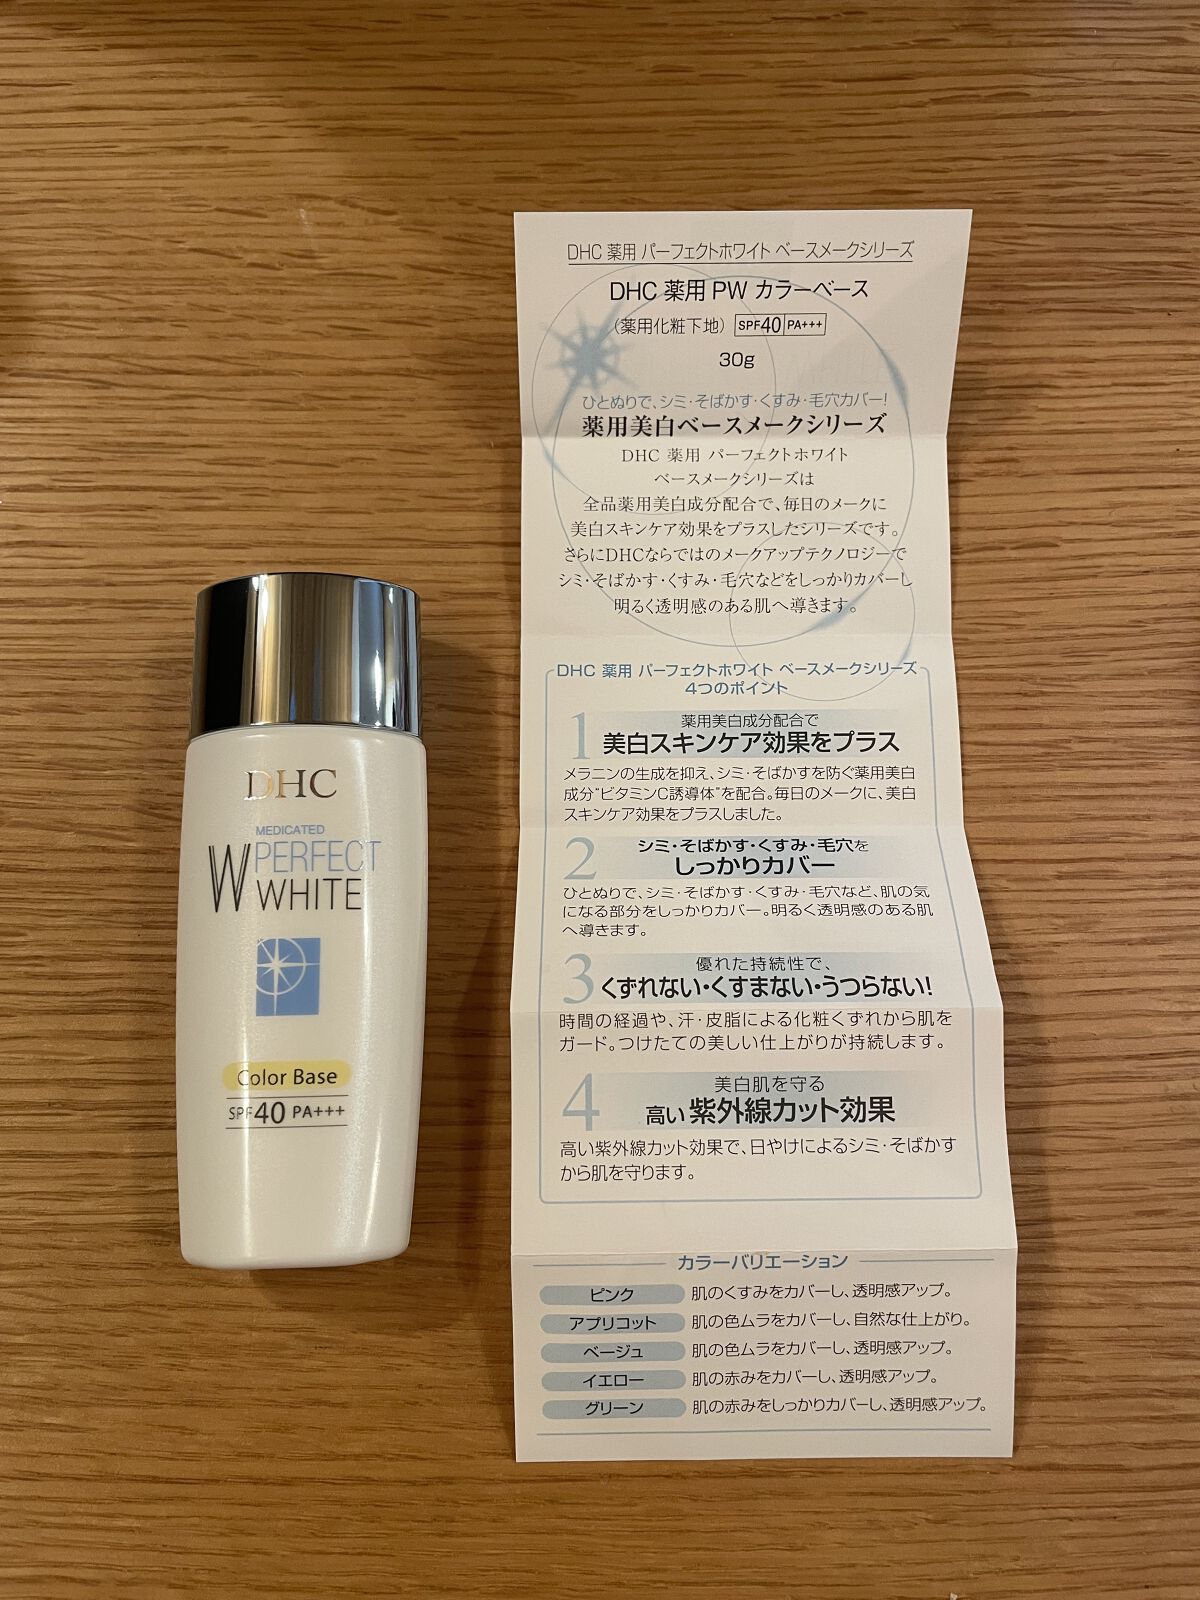 DHC
MEDICATED
W PERFECT
WHITE
Color Base
SPF40 PA+++
DHC 薬用 パーフェクトホワイト ベースメークシリーズ
DHC 薬用 PW カラーベース
(薬用化粧下地) SPF40 PA+++
30g
ひとぬりで、シミ・そばかす・くすみ・毛穴カバー!
薬用美白ベースメークシリーズ
DHC 薬用 パーフェクトホワイト
ベースメークシリーズは
全品薬用美白成分配合で、毎日のメークに
美白スキンケア効果をプラスしたシリーズです。
さらにDHCならではのメークアップテクノロジーで
シミ・そばかす・くすみ・毛穴などをしっかりカバーし
明るく透明感のある肌へ導きます。
DHC 薬用 パーフェクトホワイト ベースメークシリーズ
4つのポイント
1 薬用美白成分配合で
美白スキンケア効果をプラス
メラニンの生成を抑え、シミ・そばかすを防ぐ薬用美白
成分“ビタミンC誘導体”を配合。毎日のメークに、美白
スキンケア効果をプラスしました。
2 シミ・そばかす・くすみ・毛穴を
しっかりカバー
ひとぬりで、シミ・そばかす・くすみ・毛穴など、肌の気
になる部分をしっかりカバー。明るく透明感のある肌
へ導きます。
3 優れた持続性で、
くずれない・くすまない・うつらない!
時間の経過や、汗・皮脂による化粧くずれから肌を
ガード。つけたての美しい仕上がりが持続します。
4 美白肌を守る
高い紫外線カット効果
高い紫外線カット効果で、日やけによるシミ・そばかす
から肌を守ります。
カラーバリエーション
ピンク 肌のくすみをカバーし、透明感アップ。
アプリコット 肌の色ムラをカバーし、自然な仕上がり。
ベージュ 肌の色ムラをカバーし、透明感アップ。
イエロー 肌の赤みをカバーし、透明感アップ。
グリーン 肌の赤みをしっかりカバーし、透明感アップ。